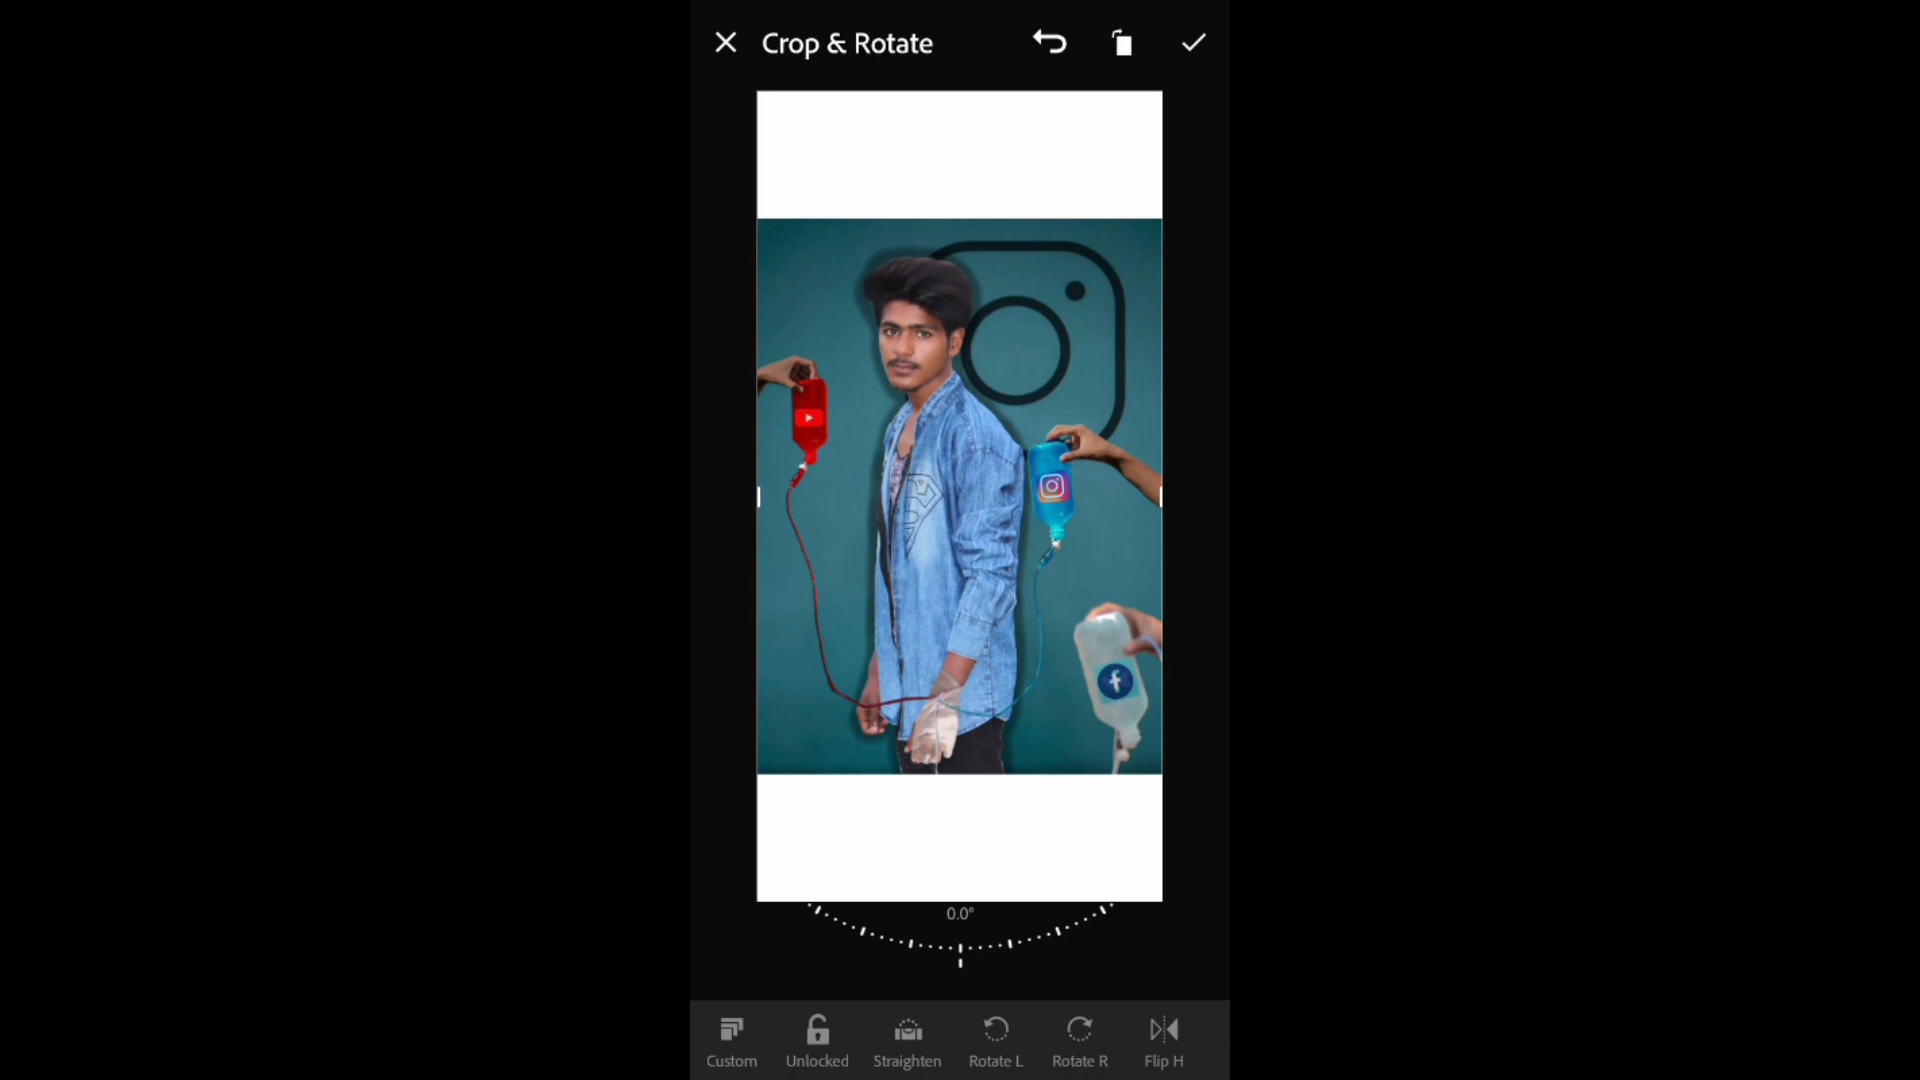 Crop & Rotate
0.0°
Custom Unlocked Straighten Rotate L Rotate R Flip H